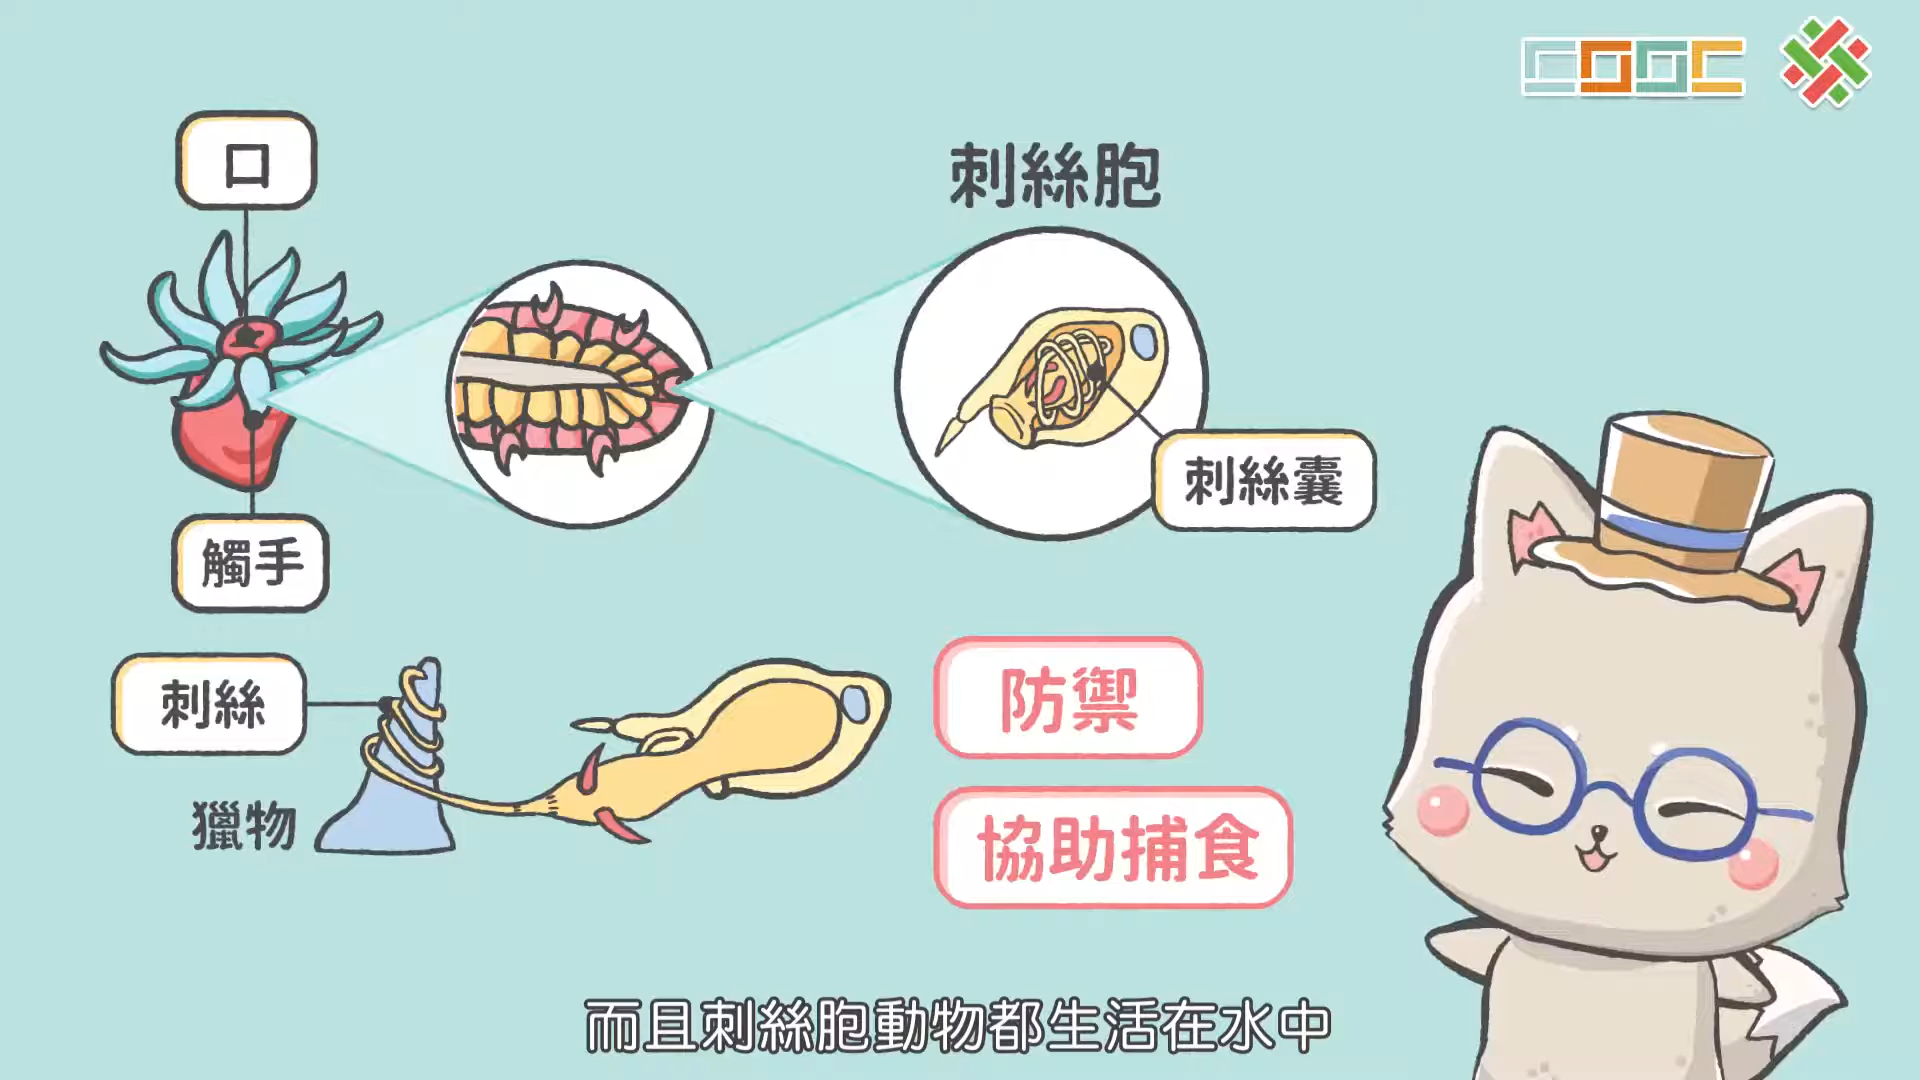 口
刺絲胞
刺絲囊
觸手
刺絲
獵物
防禦
協助捕食
而且刺絲胞動物都生活在水中
COOC